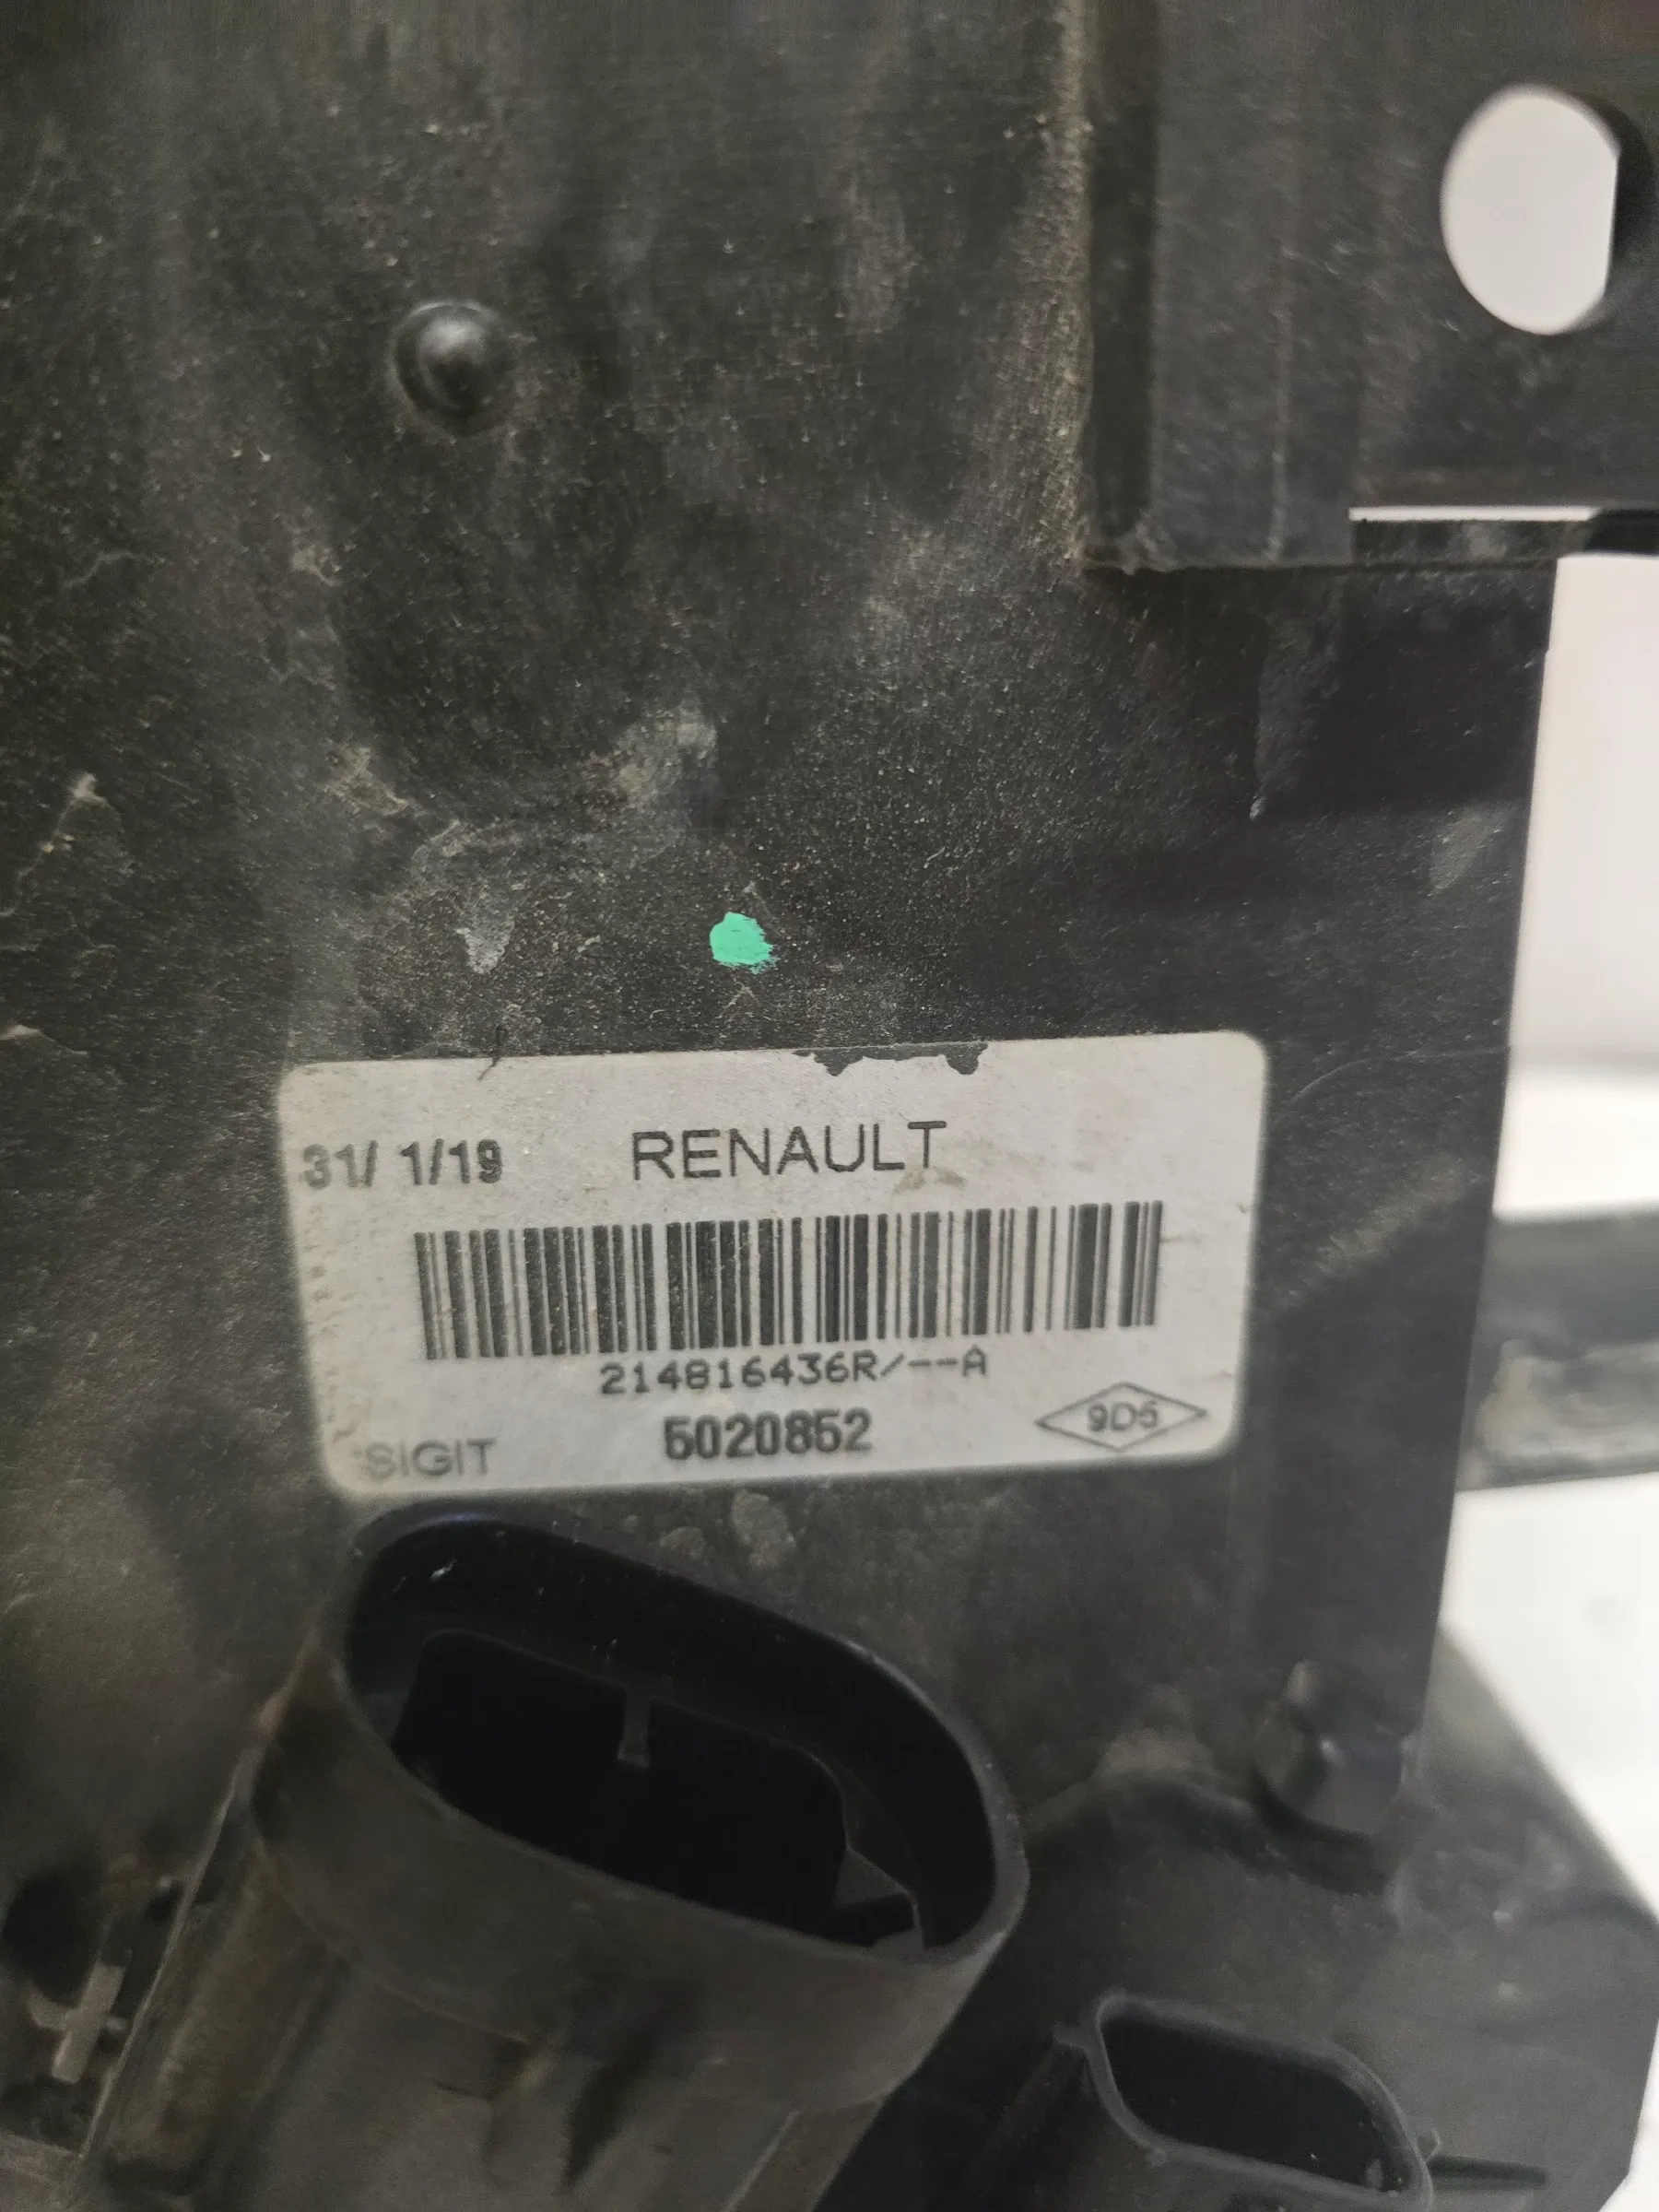 31/ 1/19 RENAULT
214816436R/--A
5020852
SIGIT
9D5